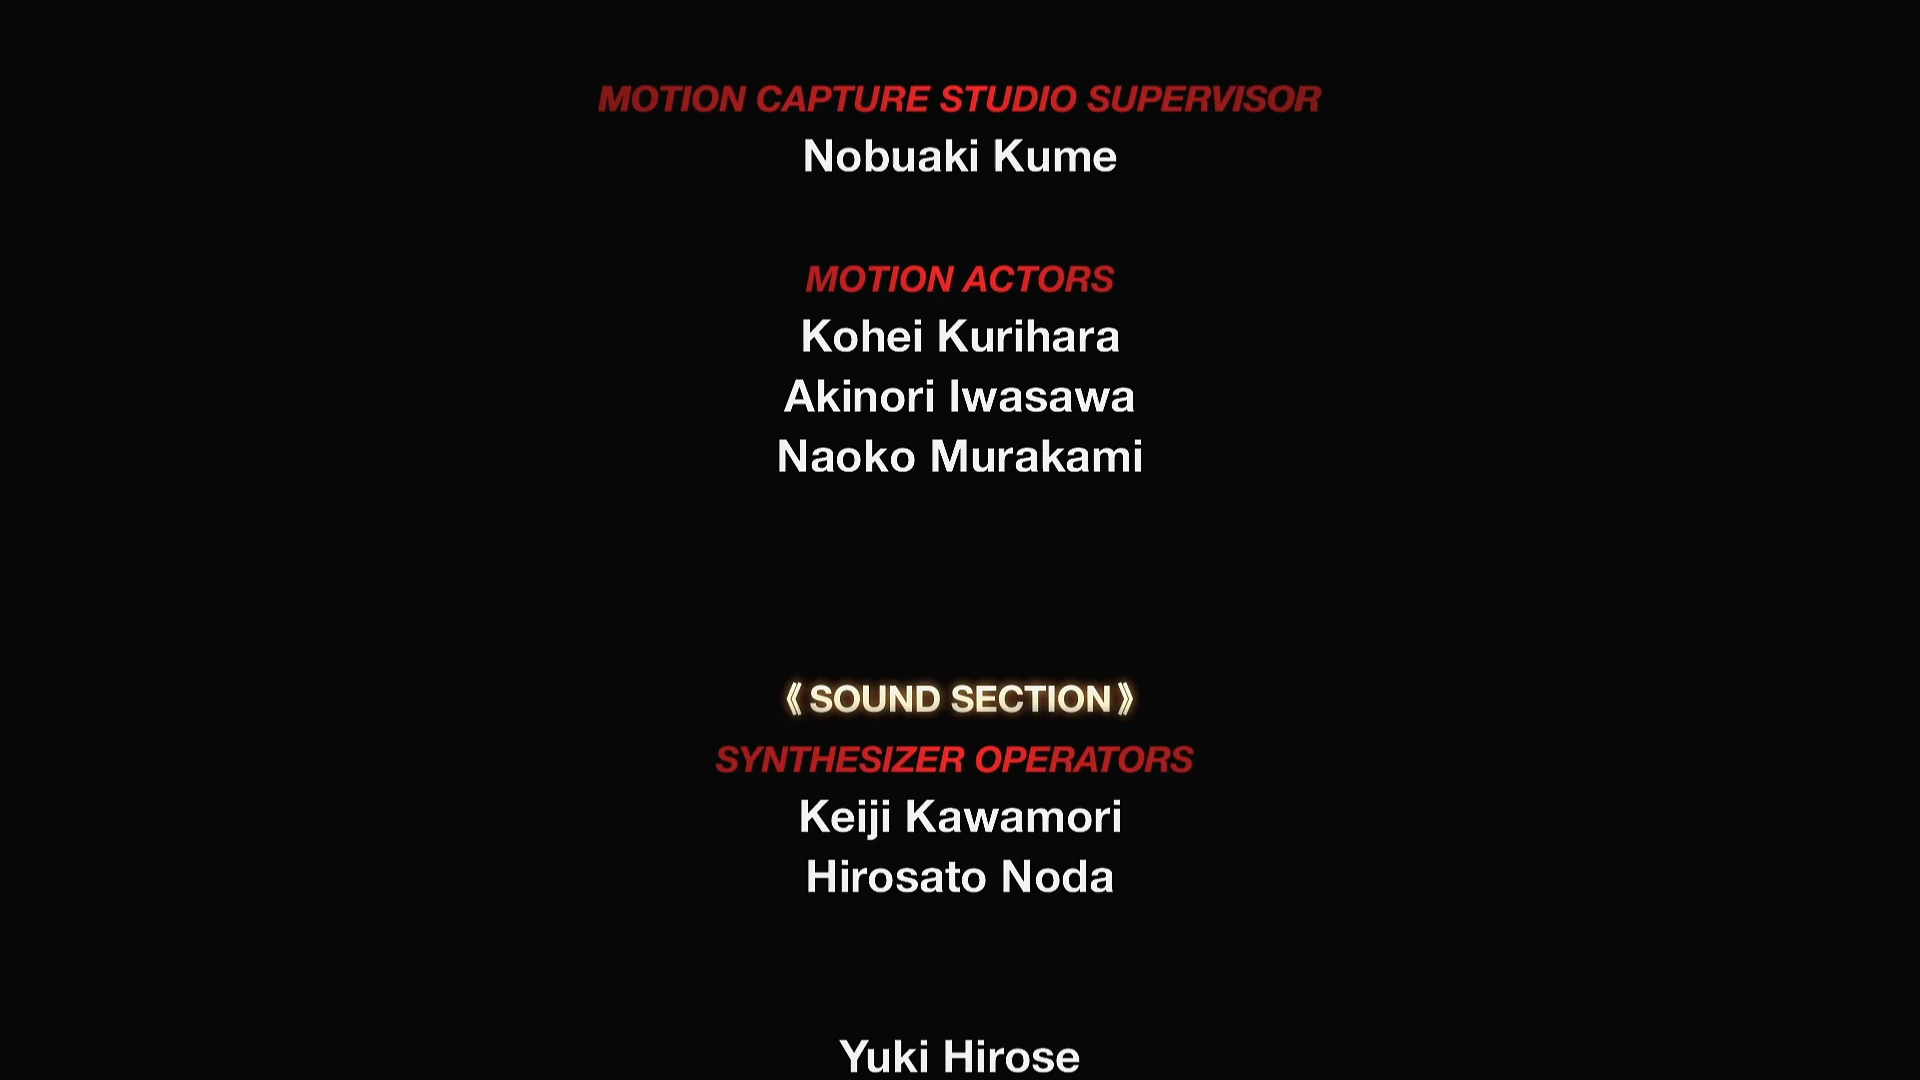 MOTION CAPTURE STUDIO SUPERVISOR
Nobuaki Kume
MOTION ACTORS
Kohei Kurihara
Akinori Iwasawa
Naoko Murakami
《SOUND SECTION》
SYNTHESIZER OPERATORS
Keiji Kawamori
Hirosato Noda
Yuki Hirose